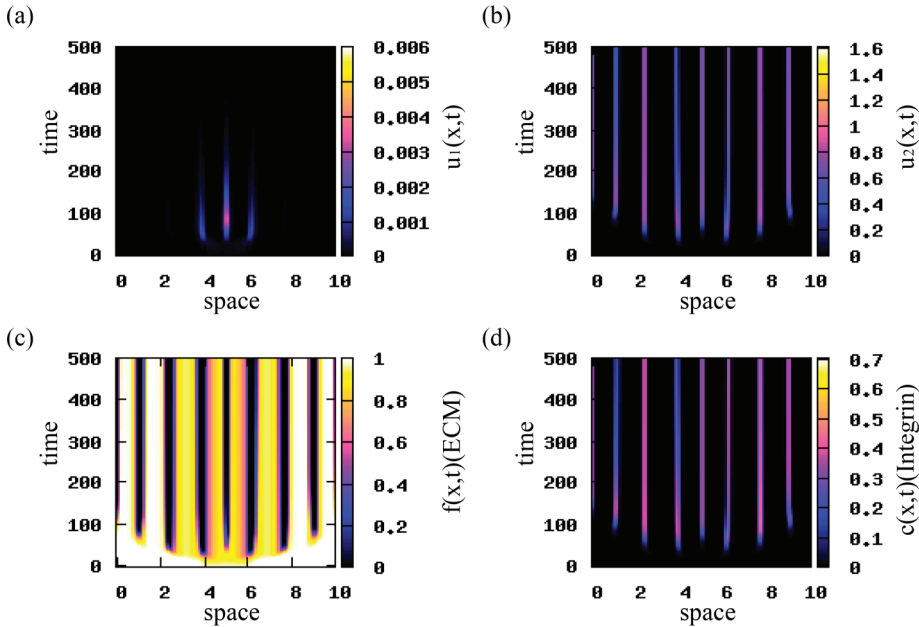 (a)
(b)
500
400
300
200
100
0
time
0 2 4 6 8 10
space
0.006
0.005
0.004
0.003
0.002
0.001
0
u1(x,t)
500
400
300
200
100
0
time
0 2 4 6 8 10
space
1.6
1.4
1.2
1
0.8
0.6
0.4
0.2
0
u2(x,t)
(c)
(d)
500
400
300
200
100
0
time
0 2 4 6 8 10
space
1
0.8
0.6
0.4
0.2
0
f(x,t)(ECM)
500
400
300
200
100
0
time
0 2 4 6 8 10
space
0.7
0.6
0.5
0.4
0.3
0.2
0.1
0
c(x,t)(Integrin)